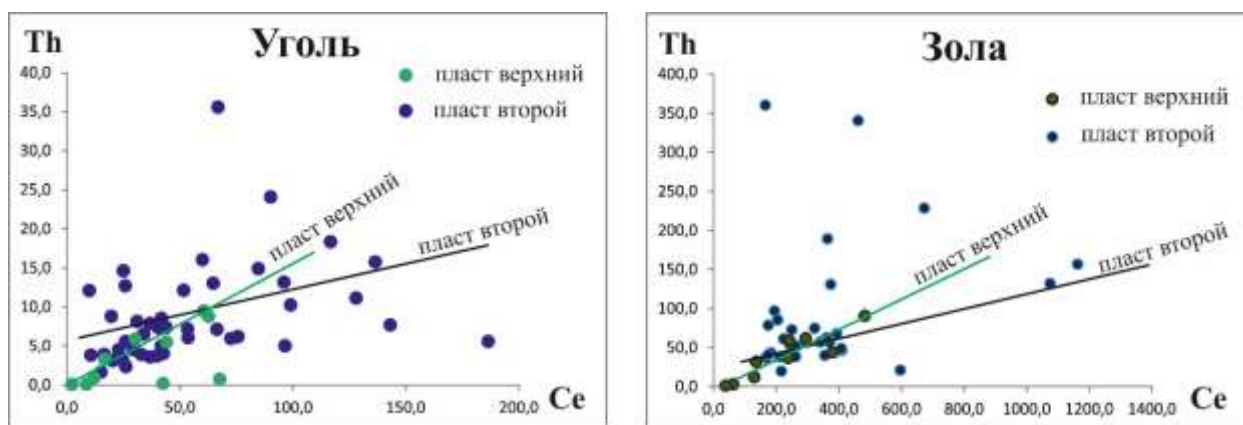 Th
Уголь
пласт верхний
пласт второй
40,0
35,0
30,0
25,0
20,0
15,0
10,0
5,0
0,0
пласт верхний
пласт второй
0,0 50,0 100,0 150,0 200,0
Ce
Th
Зола
пласт верхний
пласт второй
400,0
350,0
300,0
250,0
200,0
150,0
100,0
50,0
0,0
пласт верхний
пласт второй
0,0 200,0 400,0 600,0 800,0 1000,0 1200,0 1400,0
Ce